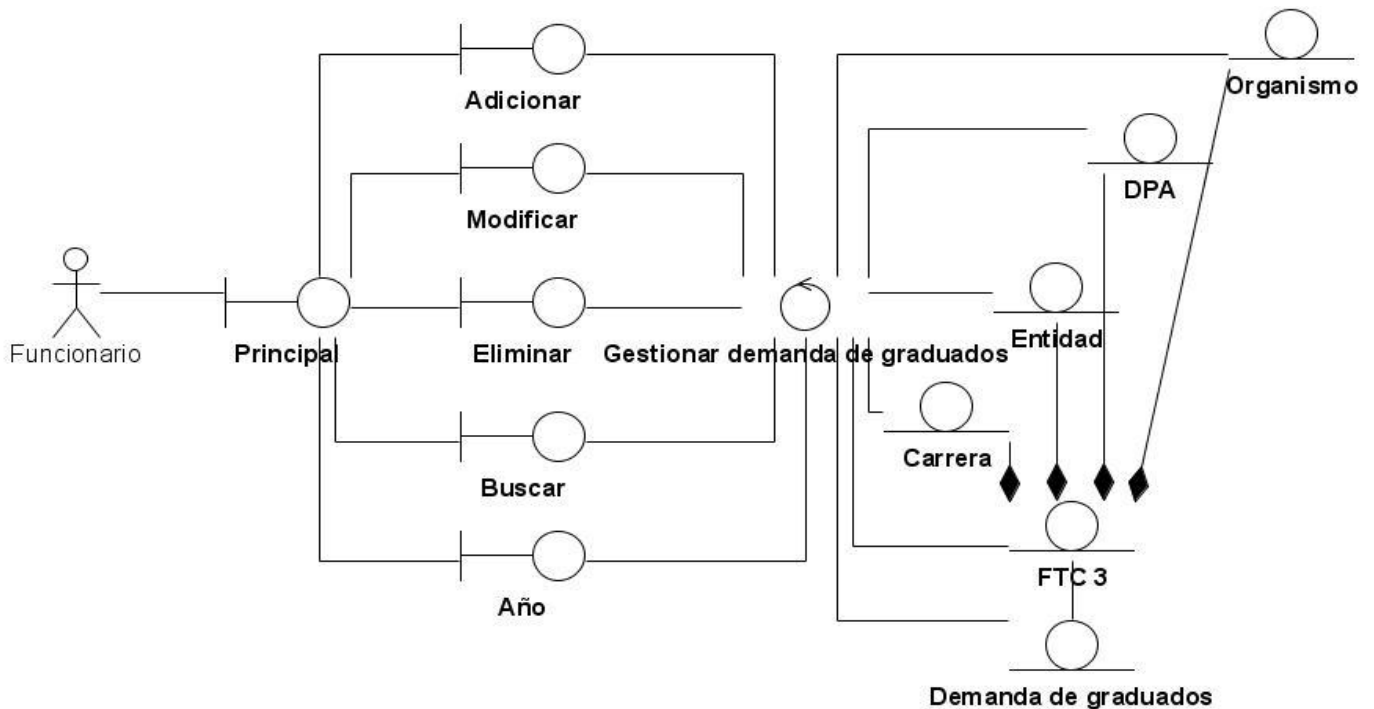 Organismo
Adicionar
DPA
Modificar
Entidad
Funcionario
Principal
Eliminar
Gestionar demanda de graduados
Carrera
Buscar
FTC 3
Año
Demanda de graduados